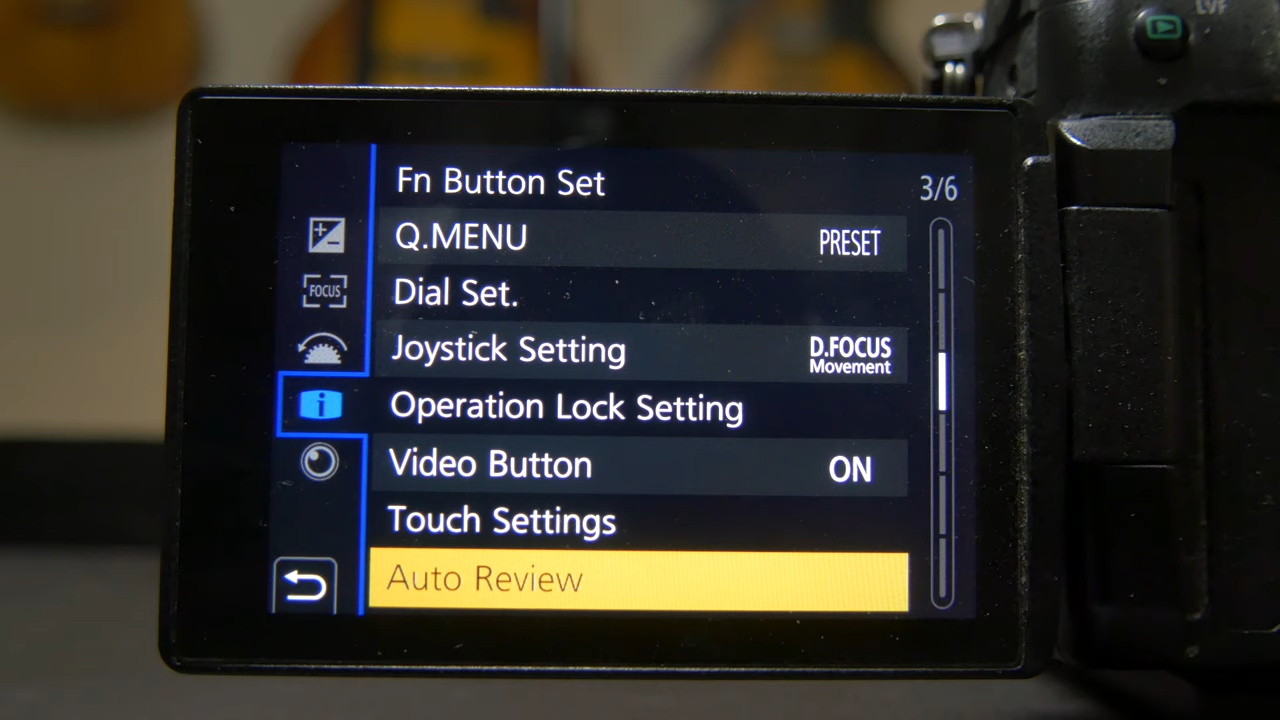 LVF
Fn Button Set
3/6
Q.MENU
PRESET
FOCUS
Dial Set.
Joystick Setting
D.FOCUS
Movement
Operation Lock Setting
Video Button
ON
Touch Settings
Auto Review